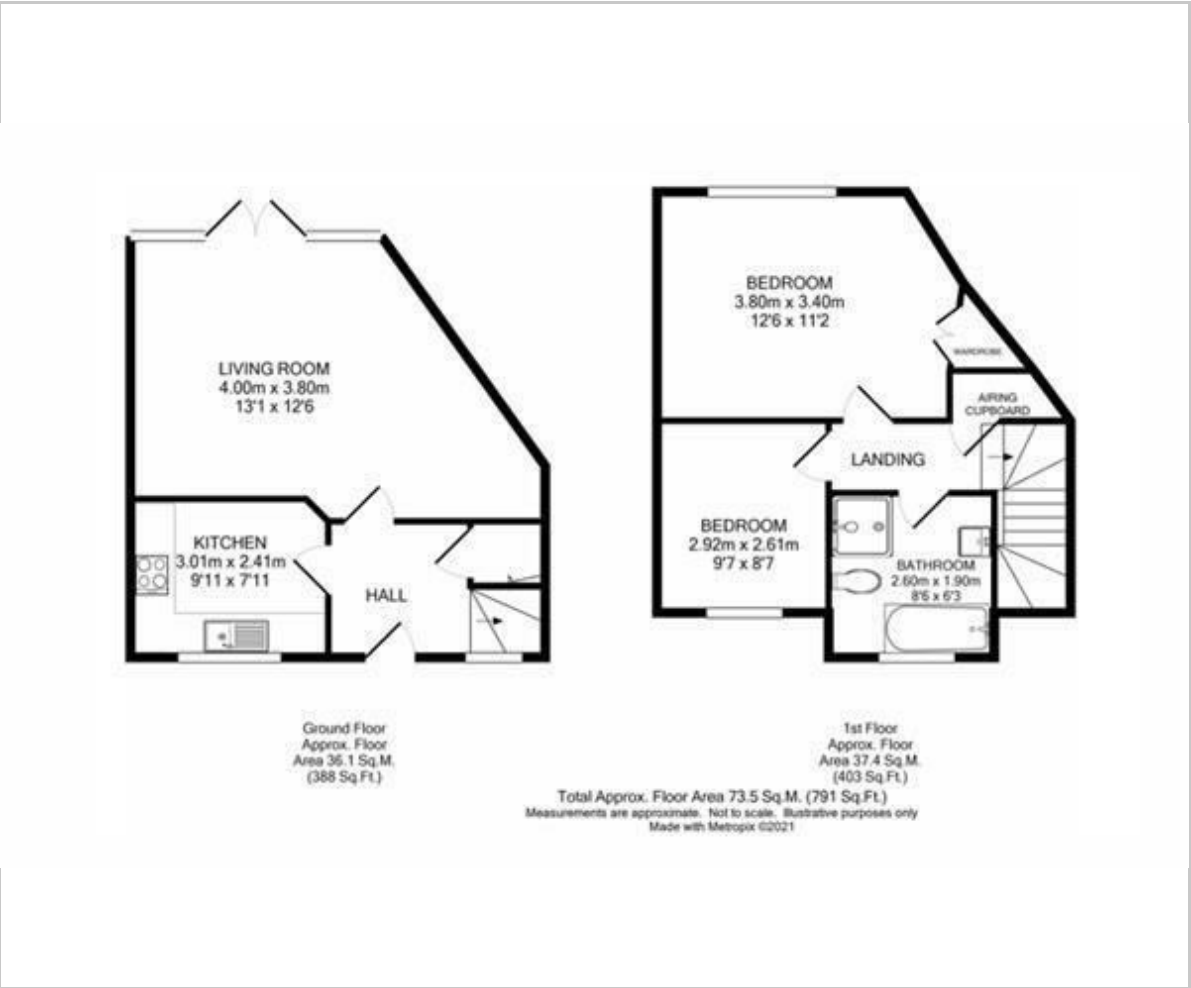 LIVING ROOM
4.00m x 3.80m
13'1 x 12'6
KITCHEN
3.01m x 2.41m
9'11 x 7'11
HALL
Ground Floor
Approx. Floor
Area 36.1 Sq.M.
(388 Sq.Ft.)
BEDROOM
3.80m x 3.40m
12'6 x 11'2
WARDROBE
AIRING
CUPBOARD
LANDING
BEDROOM
2.92m x 2.61m
9'7 x 8'7
BATHROOM
2.60m x 1.90m
8'6 x 6'3
1st Floor
Approx. Floor
Area 37.4 Sq.M.
(403 Sq.Ft.)
Total Approx. Floor Area 73.5 Sq.M. (791 Sq.Ft.)
Measurements are approximate. Not to scale. Illustrative purposes only
Made with Metropix ©2021